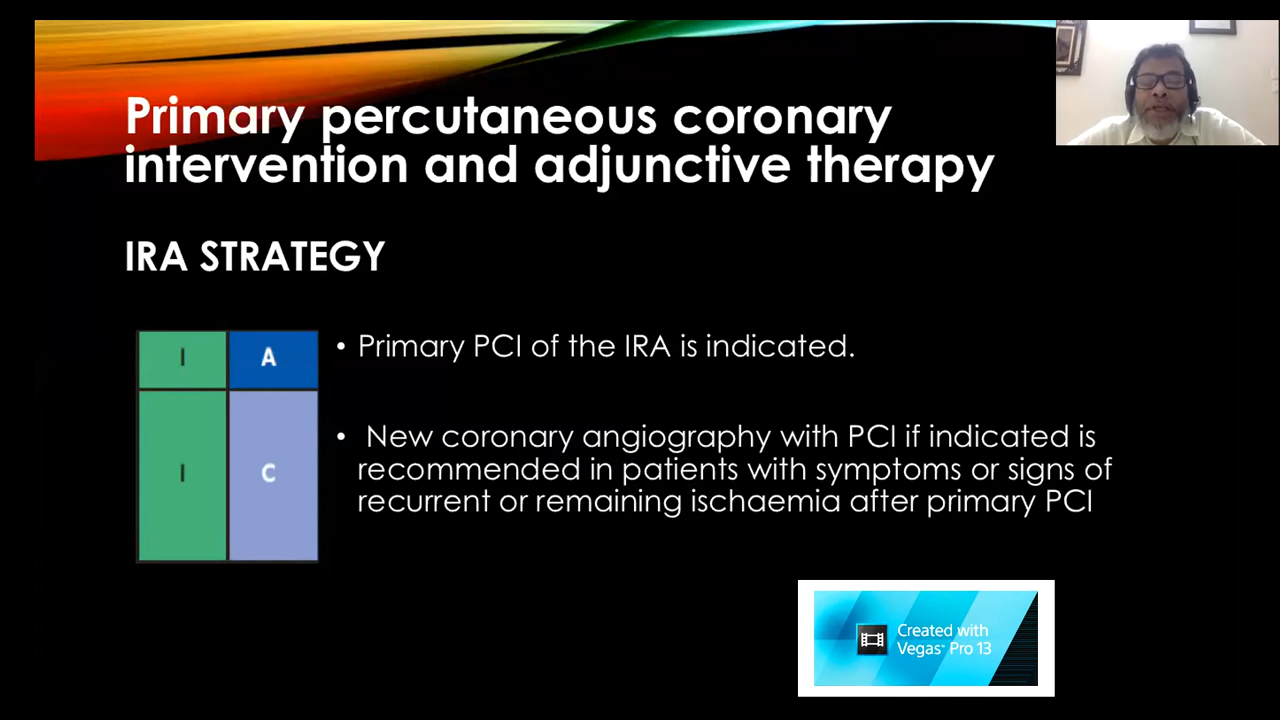 Primary percutaneous coronary
intervention and adjunctive therapy
IRA STRATEGY
I A
• Primary PCI of the IRA is indicated.
I C
• New coronary angiography with PCI if indicated is
recommended in patients with symptoms or signs of
recurrent or remaining ischaemia after primary PCI
Created with
Vegas™ Pro 13